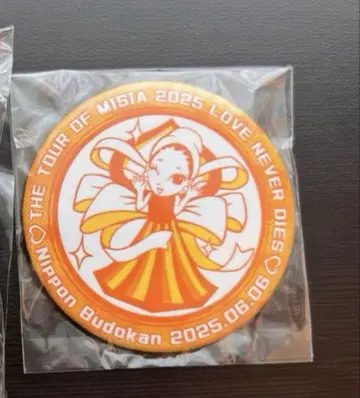 ♡THE TOUR OF MISIA 2025 LOVE NEVER DIES♡
Nippon Budokan 2025.06.06